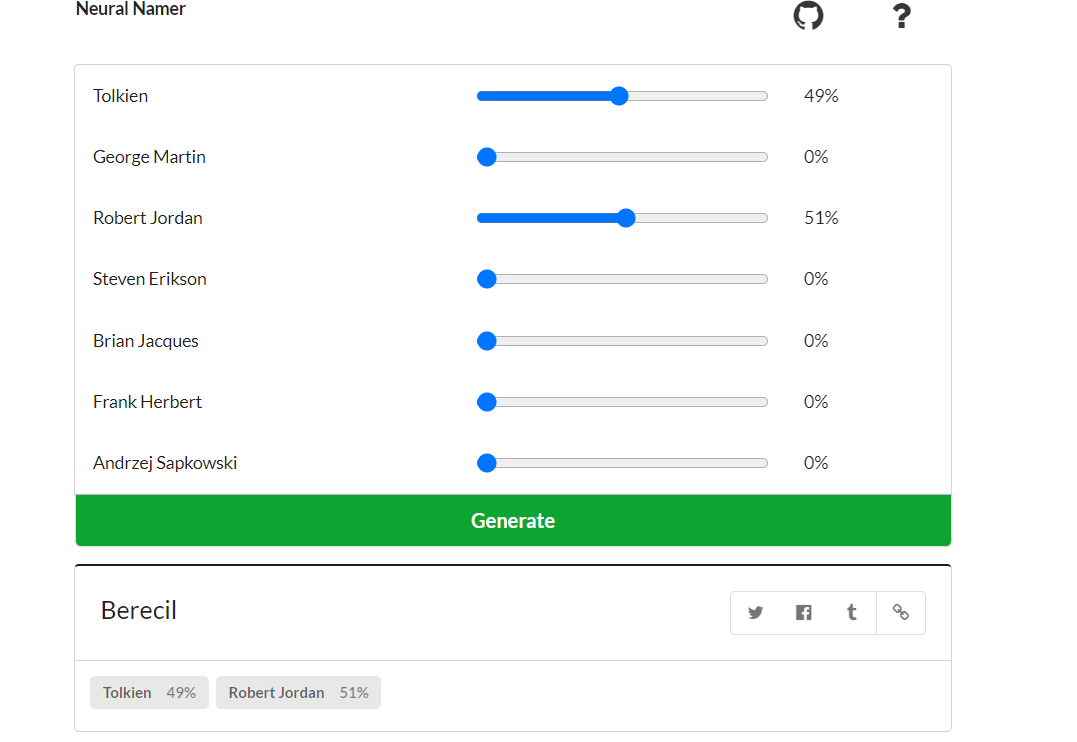 Neural Namer ?
Tolkien 49%
George Martin 0%
Robert Jordan 51%
Steven Erikson 0%
Brian Jacques 0%
Frank Herbert 0%
Andrzej Sapkowski 0%
Generate
Berecil
Tolkien 49% Robert Jordan 51%